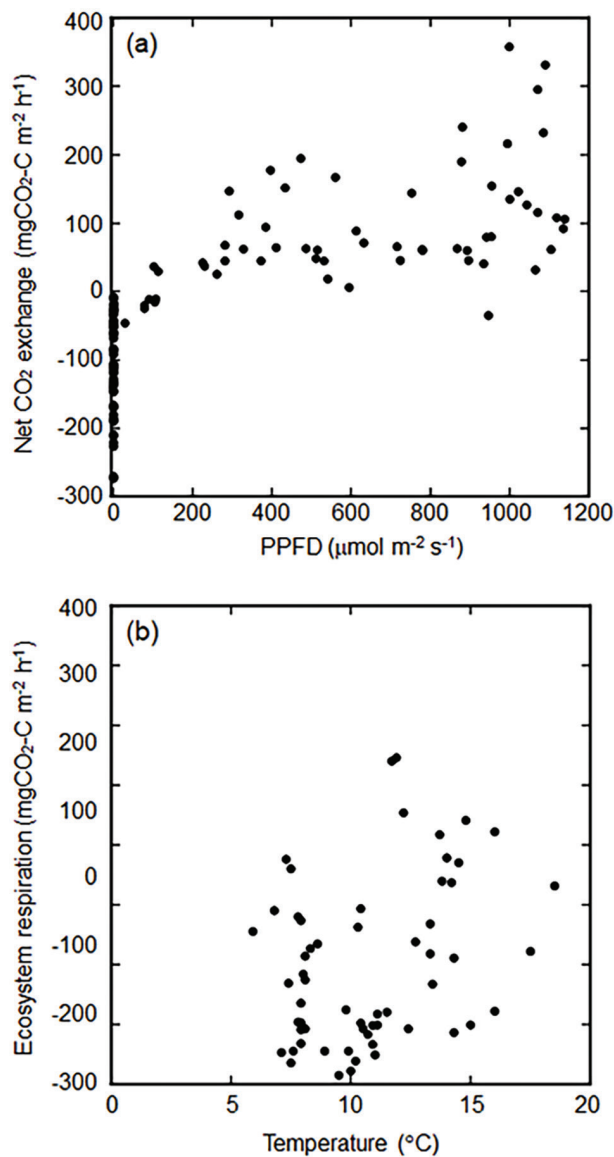 (a)
400
300
200
100
0
-100
-200
-300
Net CO₂ exchange (mgCO₂-C m⁻² h⁻¹)
0 200 400 600 800 1000 1200
PPFD (μmol m⁻² s⁻¹)
(b)
400
300
200
100
0
-100
-200
-300
Ecosystem respiration (mgCO₂-C m⁻² h⁻¹)
0 5 10 15 20
Temperature (°C)